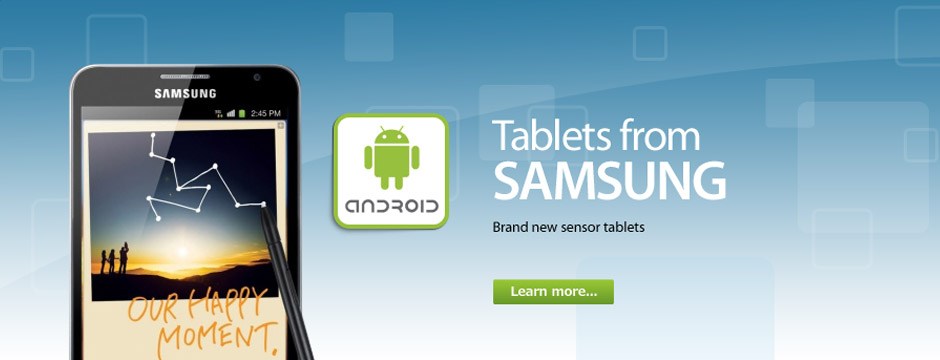 SAMSUNG
2:45 PM
OUR HAPPY
MOMENT.
ANDROID
Tablets from
SAMSUNG
Brand new sensor tablets
Learn more...